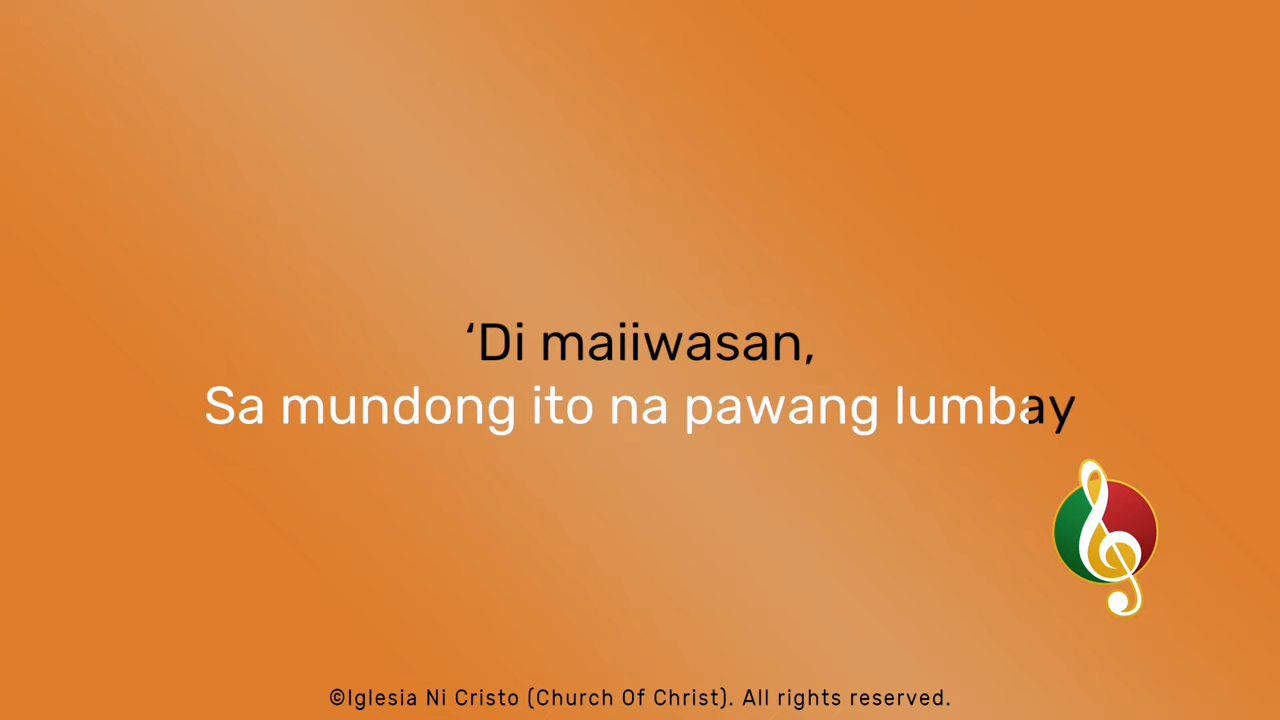 ‘Di maiiwasan,
Sa mundong ito na pawang lumbay
©Iglesia Ni Cristo (Church Of Christ). All rights reserved.